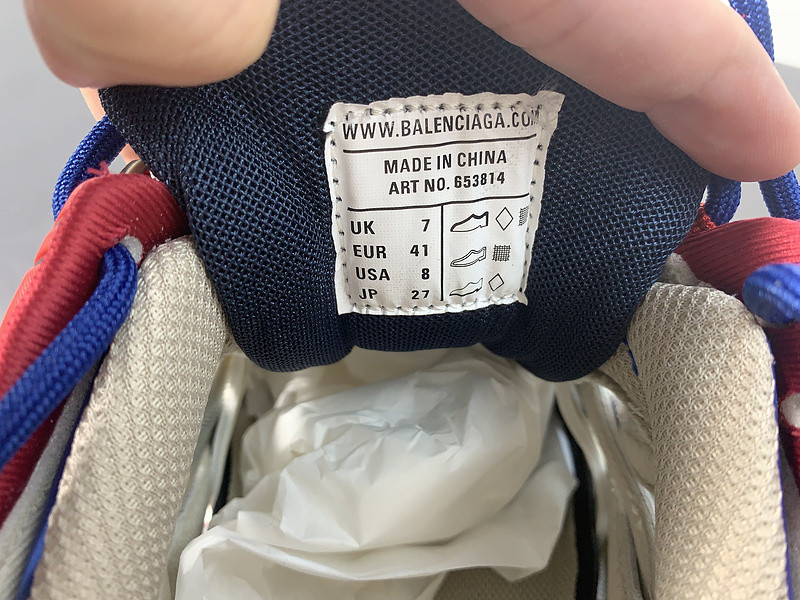 WWW.BALENCIAGA.COM
MADE IN CHINA
ART NO. 653814
UK 7
EUR 41
USA 8
JP 27